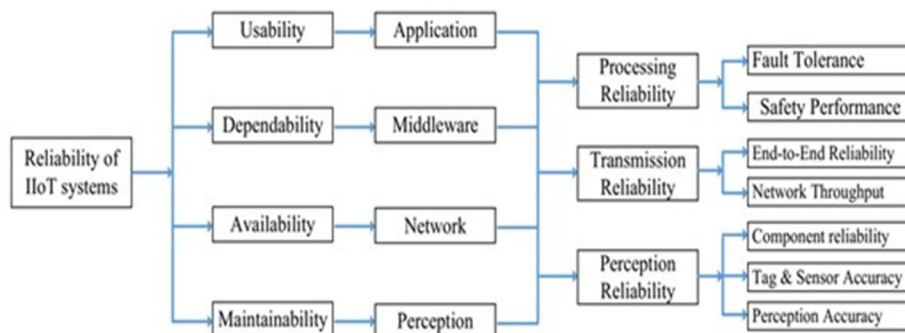 Reliability of
IIoT systems
Usability
Dependability
Availability
Maintainability
Application
Middleware
Network
Perception
Processing
Reliability
Transmission
Reliability
Perception
Reliability
Fault Tolerance
Safety Performance
End-to-End Reliability
Network Throughput
Component reliability
Tag & Sensor Accuracy
Perception Accuracy